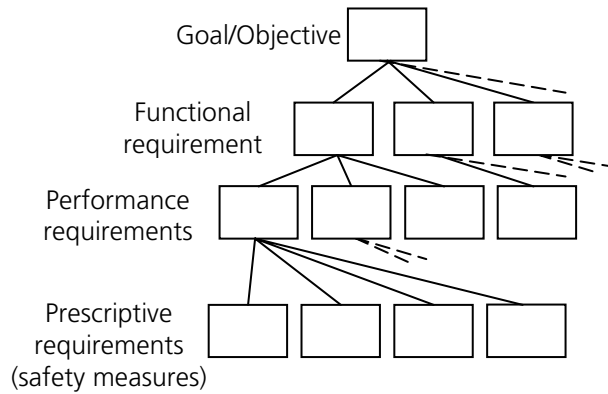 Goal/Objective
Functional
requirement
Performance
requirements
Prescriptive
requirements
(safety measures)